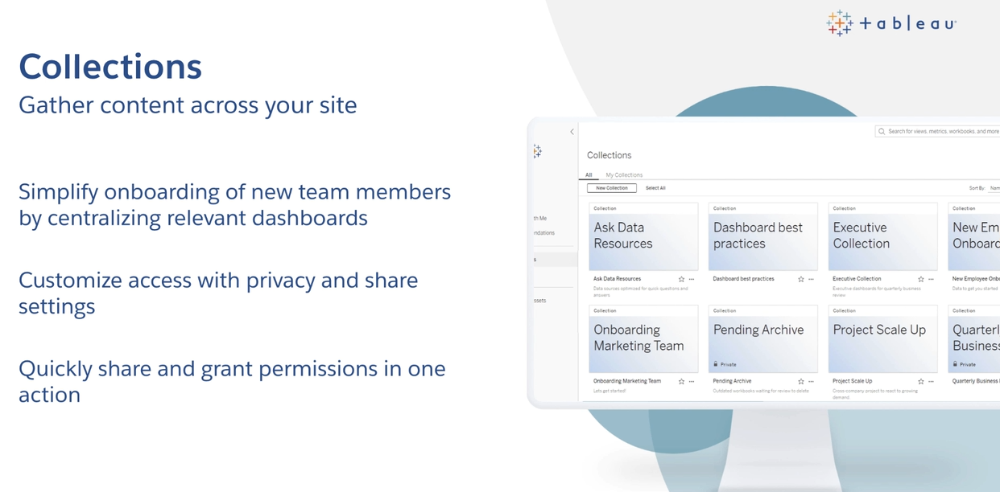 +ableau
Collections
Gather content across your site
Simplify onboarding of new team members
by centralizing relevant dashboards
Customize access with privacy and share
settings
Quickly share and grant permissions in one
action
Search for views, metrics, workbooks, and more
Collections
All My Collections
New Collection Select All
Sort By: Nam
th Me
ndations
s
ssets
Collection Collection Collection Collection
Ask Data Dashboard best Executive New Em
Resources practices Collection Onboard
Ask Data Resources Dashboard best practices Executive Collection New Employee Onbo
Data sources optimized for quick questions and Executive dashboards for quarterly business Data to get you started
answers review
Collection Collection Collection Collection
Onboarding Pending Archive Project Scale Up Quarterl
Marketing Team Busines
Private Private
Onboarding Marketing Team Pending Archive Project Scale Up Quarterly Business
Lets get started! Outdated workbooks waiting for review to delete Cross-company project to react to growing
demand